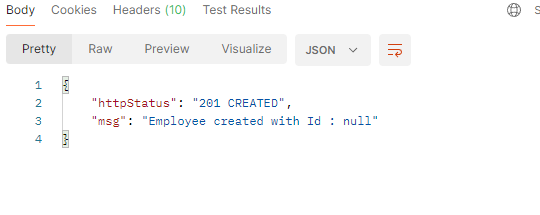 Body Cookies Headers (10) Test Results S
Pretty Raw Preview Visualize JSON
1 {
2 "httpStatus": "201 CREATED",
3 "msg": "Employee created with Id : null"
4 }